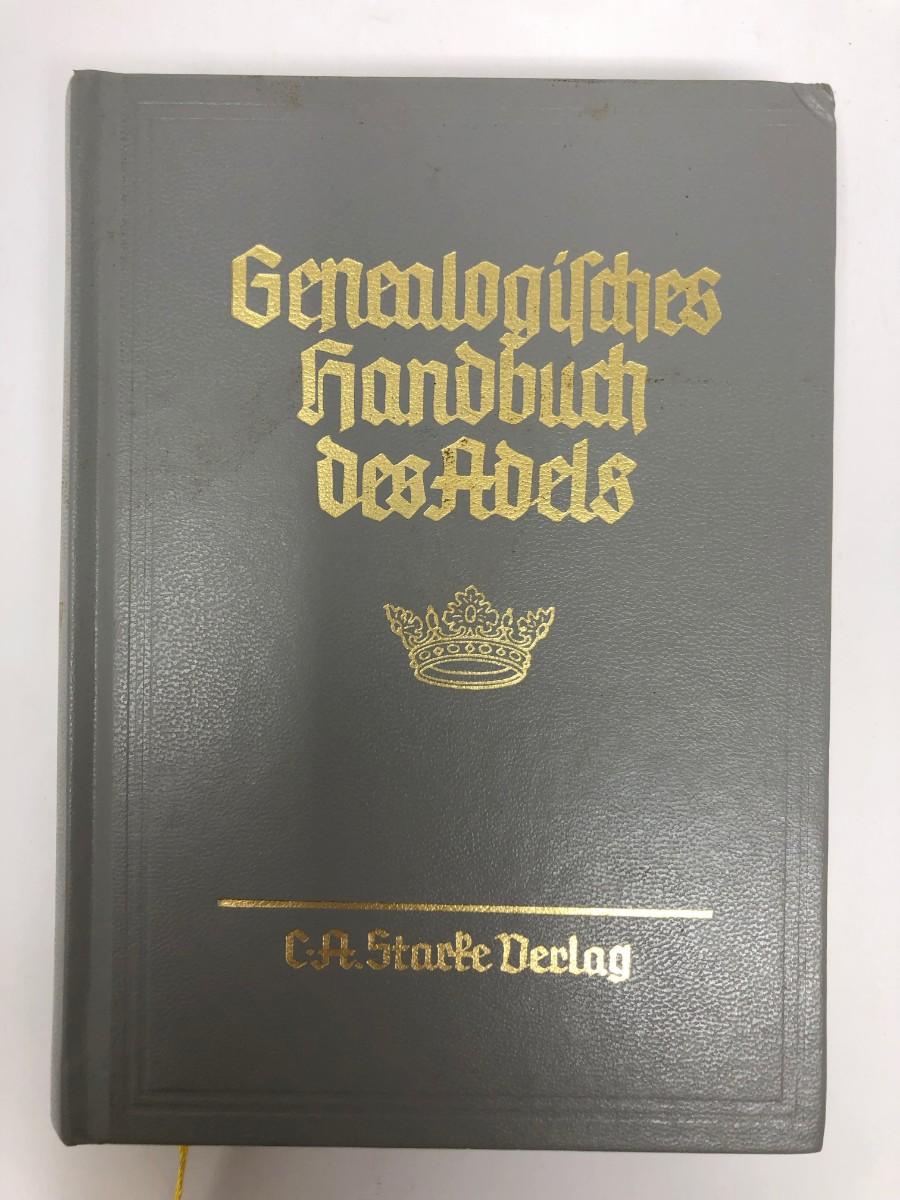 Genealogiſches
Handbuch
des Adels
C. A. Starke Verlag